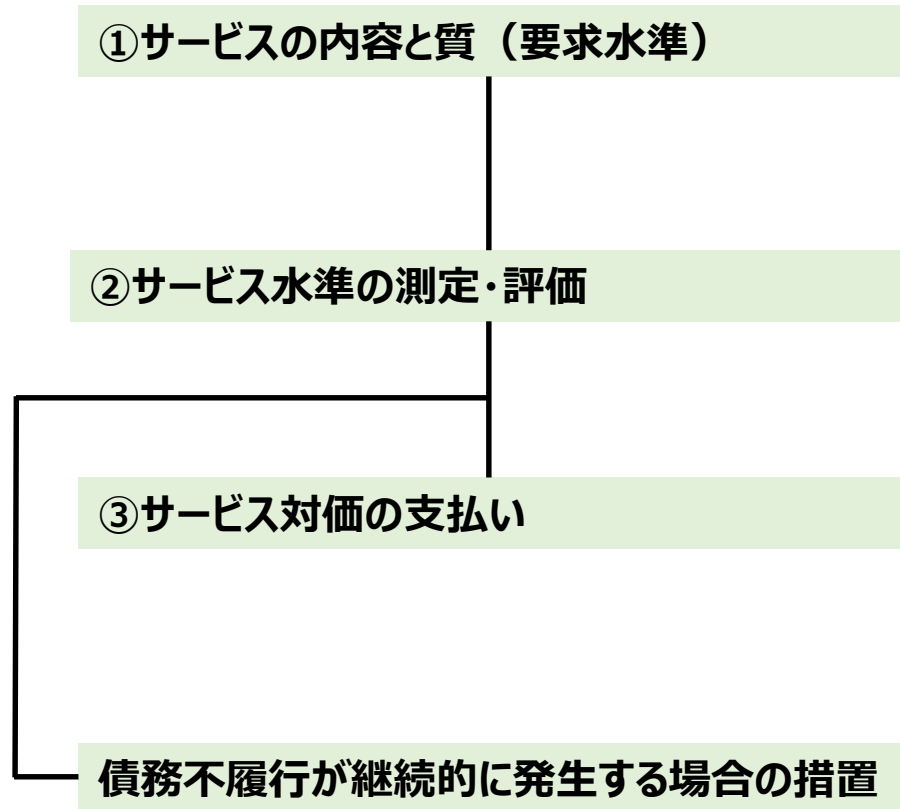 ①サービスの内容と質（要求水準）
②サービス水準の測定・評価
③サービス対価の支払い
債務不履行が継続的に発生する場合の措置